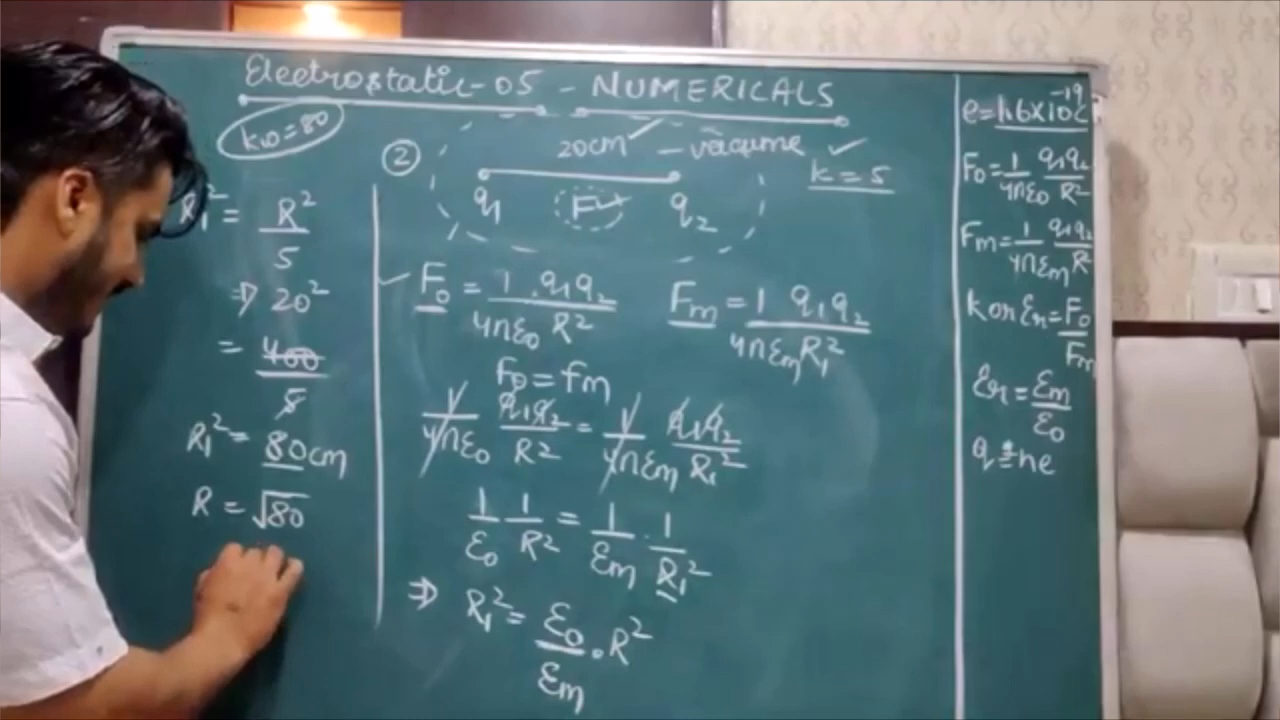 Electrostatic-05 - NUMERICALS
kω=80
② 20cm ✓ - vacume
k=5 ✓
q₁ F q₂
R₁² = R²/5
⇒ 20²
= 400/5
R₁² = 80cm
R = √80
F₀ = 1 . q₁q₂ / 4πε₀ R²
Fm = 1 q₁q₂ / 4πεm R₁²
F₀ = fm
1/4πε₀ q₁q₂/R² = 1/4πεm q₁q₂/R₁²
1/ε₀ 1/R² = 1/εm . 1/R₁²
⇒ R₁² = ε₀/εm . R²
e = 1.6×10⁻¹⁹C
F₀ = 1/4πε₀ q₁q₂/R²
Fm = 1/4πεm q₁q₂/R²
k or εr = F₀/Fm
εr = εm/ε₀
q = ±ne